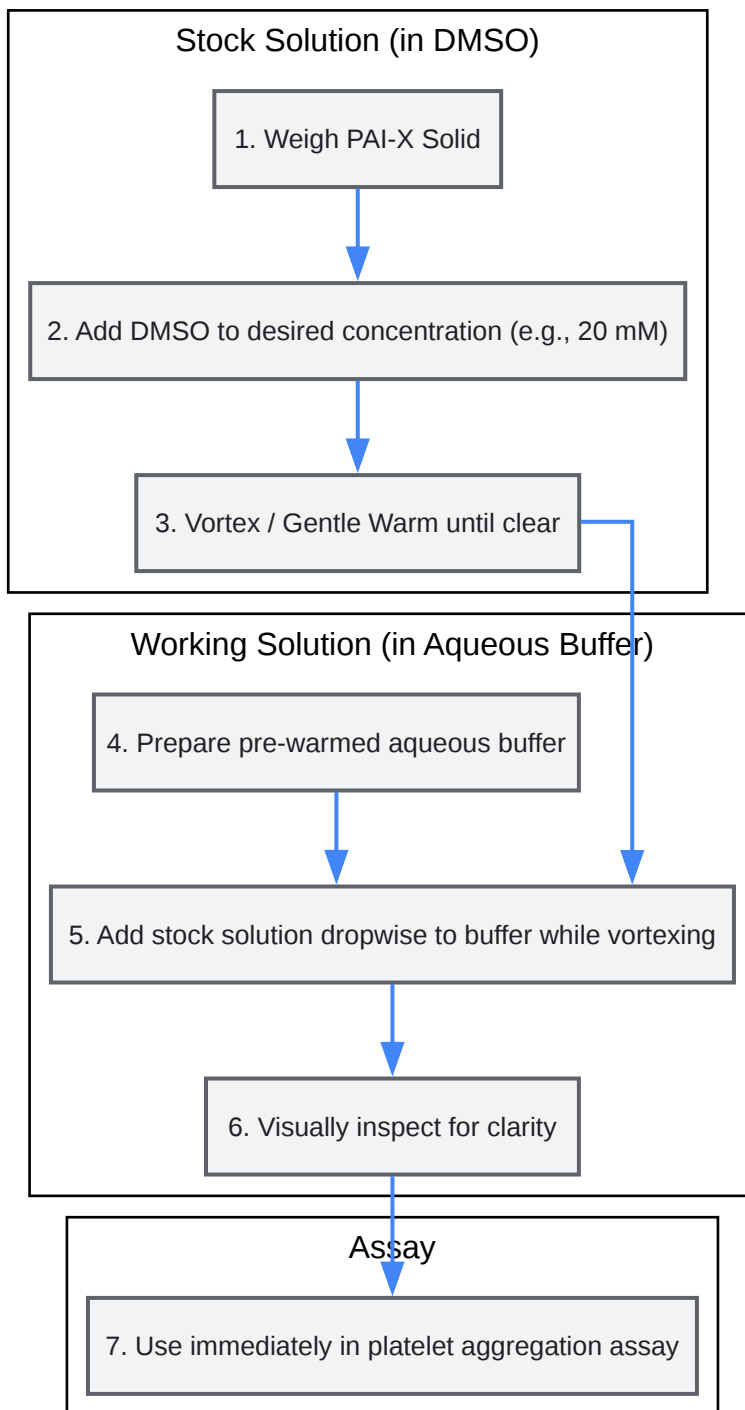 Stock Solution (in DMSO)
1. Weigh PAI-X Solid
2. Add DMSO to desired concentration (e.g., 20 mM)
3. Vortex / Gentle Warm until clear
Working Solution (in Aqueous Buffer)
4. Prepare pre-warmed aqueous buffer
5. Add stock solution dropwise to buffer while vortexing
6. Visually inspect for clarity
Assay
7. Use immediately in platelet aggregation assay